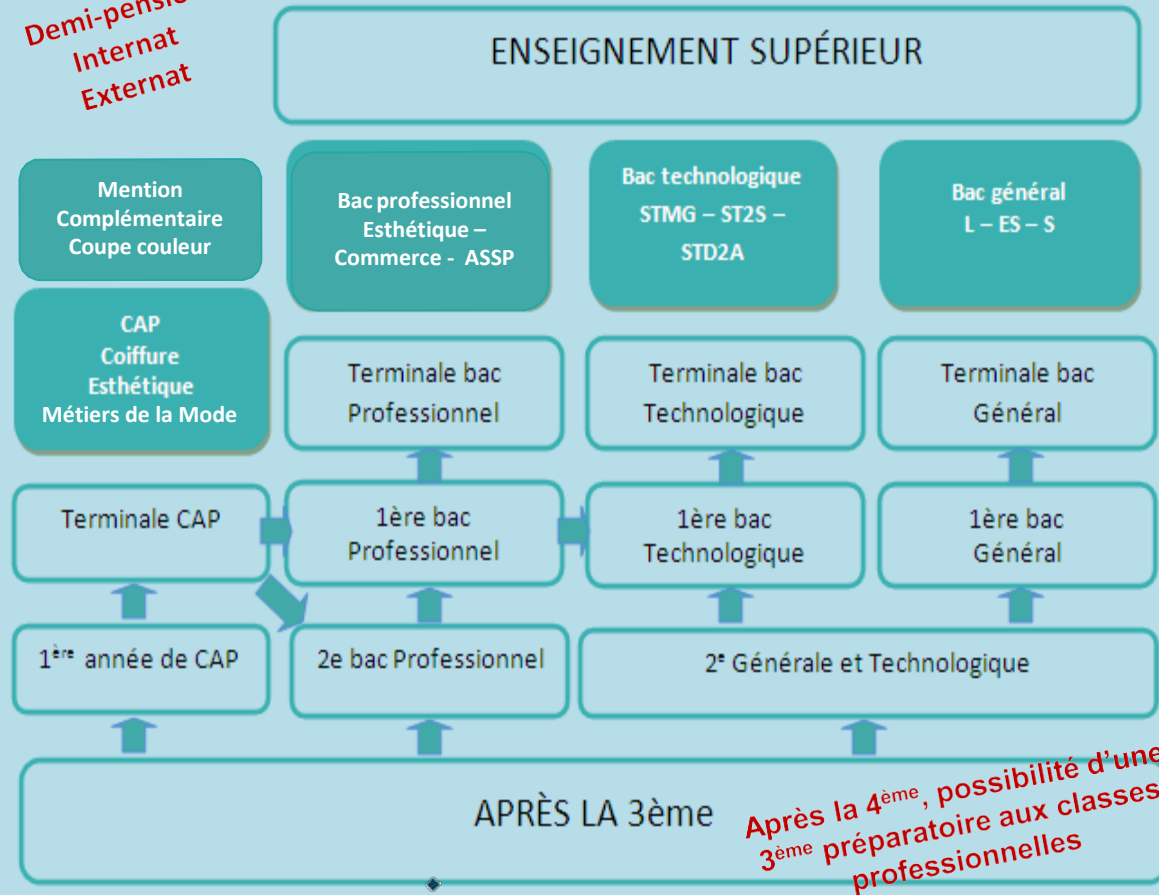 Internat
Externat
ENSEIGNEMENT SUPÉRIEUR
Mention
Complémentaire
Coupe couleur
Bac professionnel
Esthétique –
Commerce - ASSP
Bac technologique
STMG – ST2S –
STD2A
Bac général
L – ES – S
CAP
Coiffure
Esthétique
Métiers de la Mode
Terminale bac
Professionnel
Terminale bac
Technologique
Terminale bac
Général
Terminale CAP
1ère bac
Professionnel
1ère bac
Technologique
1ère bac
Général
1ère année de CAP
2e bac Professionnel
2e Générale et Technologique
APRÈS LA 3ème
Après la 4ème, possibilité d'une
3ème préparatoire aux classes
professionnelles